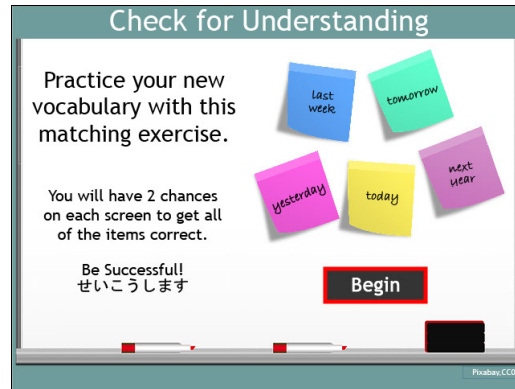 Check for Understanding
Practice your new
vocabulary with this
matching exercise.
You will have 2 chances
on each screen to get all
of the items correct.
Be Successful!
せいこうします
last
week
tomorrow
yesterday
today
next
year
Begin
Pixabay,CC0